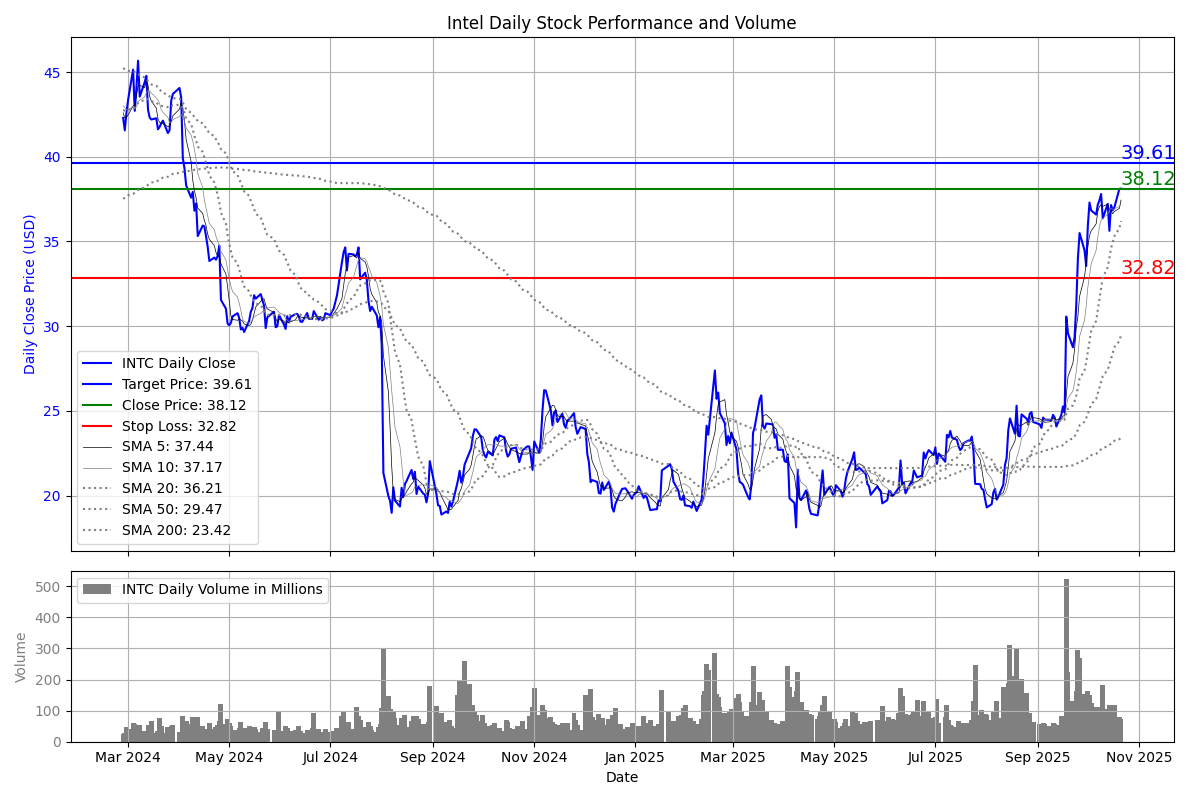 Intel Daily Stock Performance and Volume
Daily Close Price (USD)
45
40
35
30
25
20
39.61
38.12
32.82
INTC Daily Close
Target Price: 39.61
Close Price: 38.12
Stop Loss: 32.82
SMA 5: 37.44
SMA 10: 37.17
SMA 20: 36.21
SMA 50: 29.47
SMA 200: 23.42
Volume
500
400
300
200
100
0
INTC Daily Volume in Millions
Mar 2024 May 2024 Jul 2024 Sep 2024 Nov 2024 Jan 2025 Mar 2025 May 2025 Jul 2025 Sep 2025 Nov 2025
Date